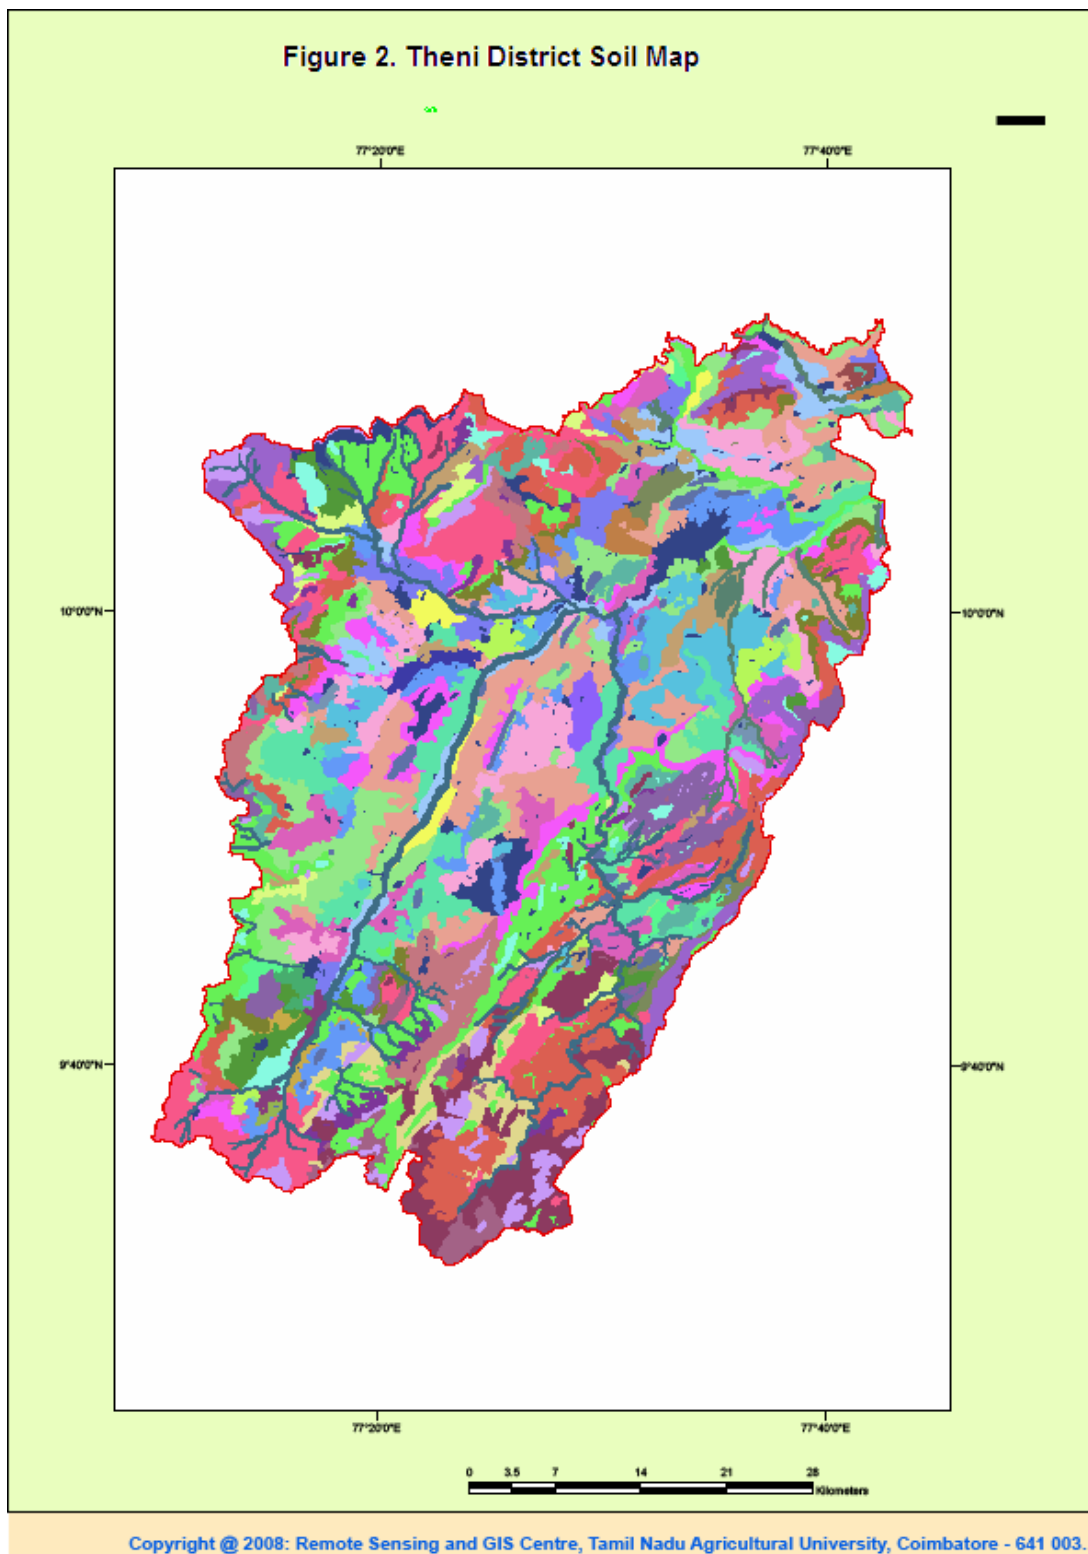 Figure 2. Theni District Soil Map
77°20'0"E 77°40'0"E
10°0'0"N 10°0'0"N
9°40'0"N 9°40'0"N
77°20'0"E 77°40'0"E
0 3.5 7 14 21 28
Kilometers
Copyright @ 2008: Remote Sensing and GIS Centre, Tamil Nadu Agricultural University, Coimbatore - 641 003.